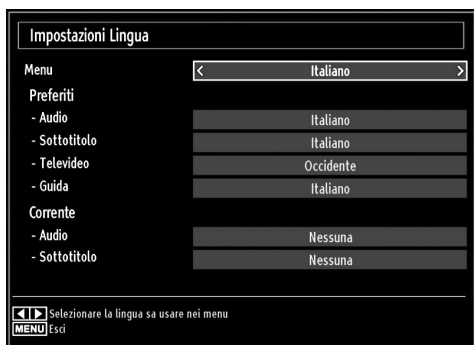 Impostazioni Lingua
Menu < Italiano >
Preferiti
- Audio Italiano
- Sottotitolo Italiano
- Televideo Occidente
- Guida Italiano
Corrente
- Audio Nessuna
- Sottotitolo Nessuna
Selezionare la lingua sa usare nei menu
MENU Esci